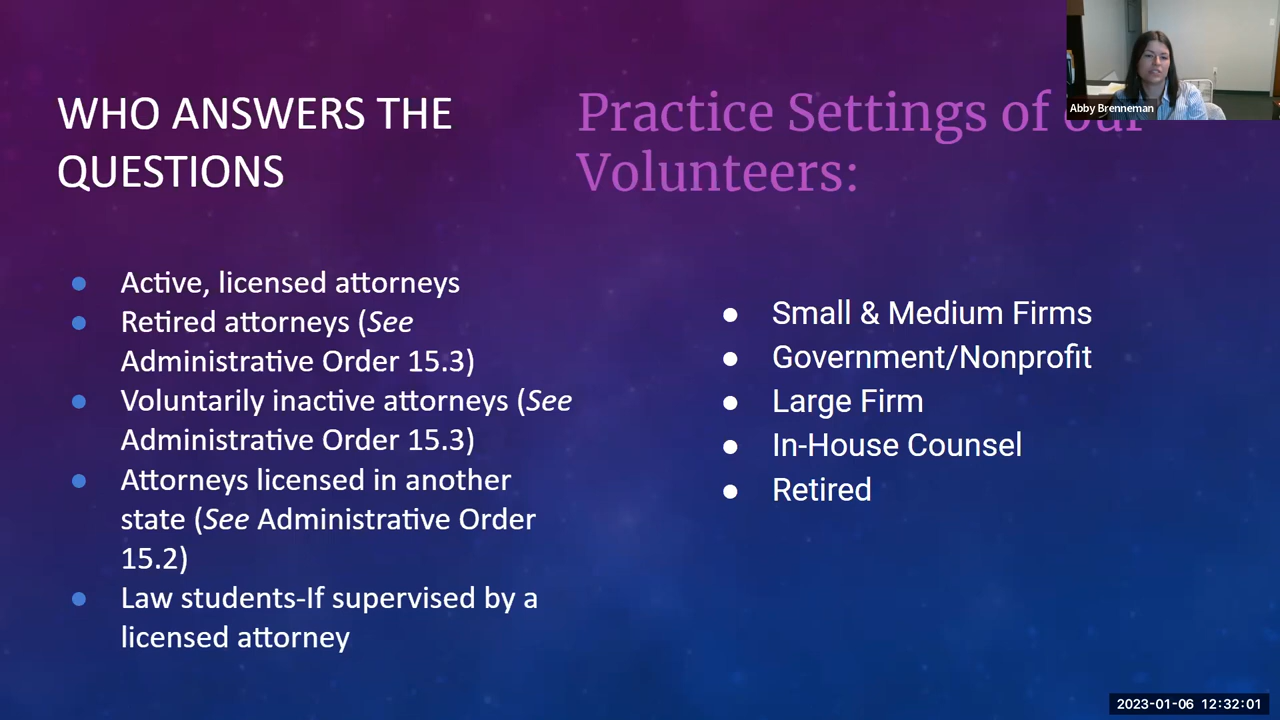 WHO ANSWERS THE
QUESTIONS
Active, licensed attorneys
Retired attorneys (See
Administrative Order 15.3)
Voluntarily inactive attorneys (See
Administrative Order 15.3)
Attorneys licensed in another
state (See Administrative Order
15.2)
Law students-If supervised by a
licensed attorney
Practice Settings of our
Volunteers:
Small & Medium Firms
Government/Nonprofit
Large Firm
In-House Counsel
Retired
Abby Brenneman
2023-01-06 12:32:01